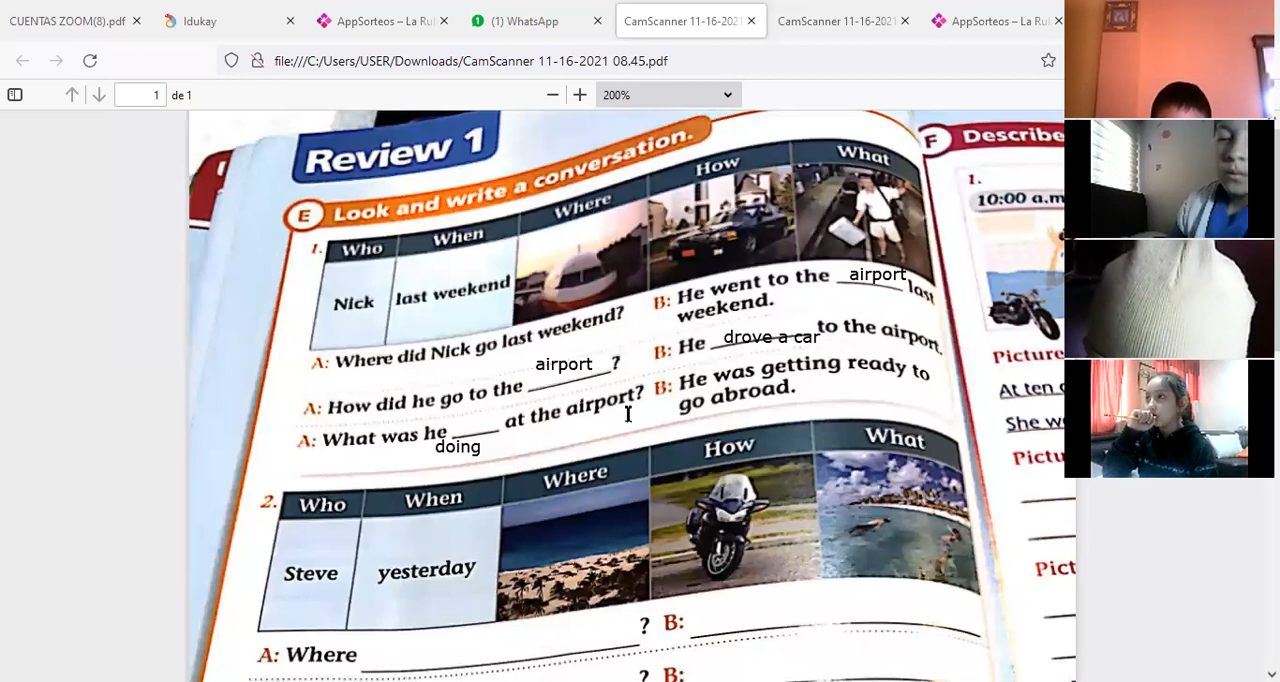 CUENTAS ZOOM(8).pdf
Idukay
AppSorteos – La Rul
(1) WhatsApp
CamScanner 11-16-2021
CamScanner 11-16-2021
AppSorteos – La Rul
file:///C:/Users/USER/Downloads/CamScanner 11-16-2021 08.45.pdf
1 de 1
200%
Review 1
E Look and write a conversation.
1. Who When Where How What
Nick last weekend
A: Where did Nick go last weekend?
B: He went to the airport last
weekend.
A: How did he go to the airport ?
B: He drove a car to the airport.
A: What was he doing at the airport?
B: He was getting ready to
go abroad.
2. Who When Where How What
Steve yesterday
A: Where ? B:
? B:
F Describe
1.
10:00 a.m
Picture
At ten
She w
Pictu
Pict